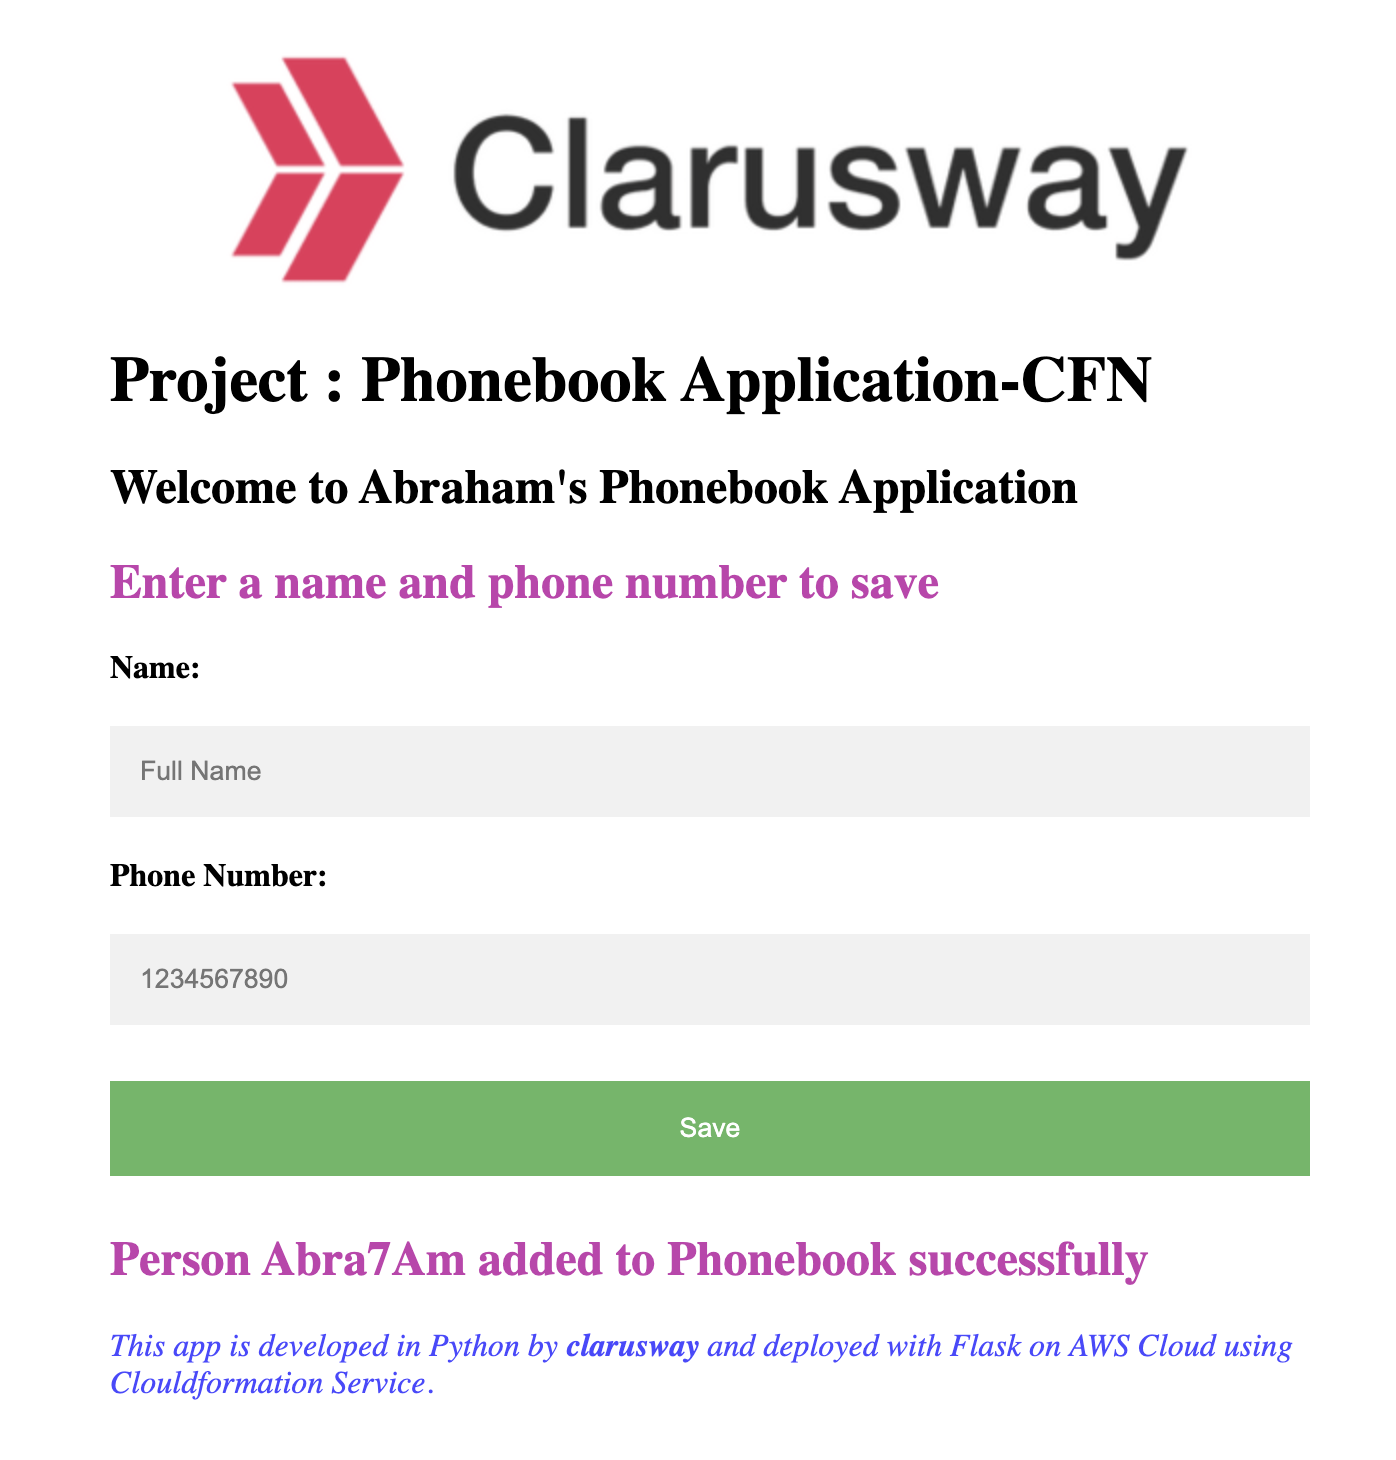 Clarusway
Project : Phonebook Application-CFN
Welcome to Abraham's Phonebook Application
Enter a name and phone number to save
Name:
Full Name
Phone Number:
1234567890
Save
Person Abra7Am added to Phonebook successfully
This app is developed in Python by clarusway and deployed with Flask on AWS Cloud using
Clouldformation Service.